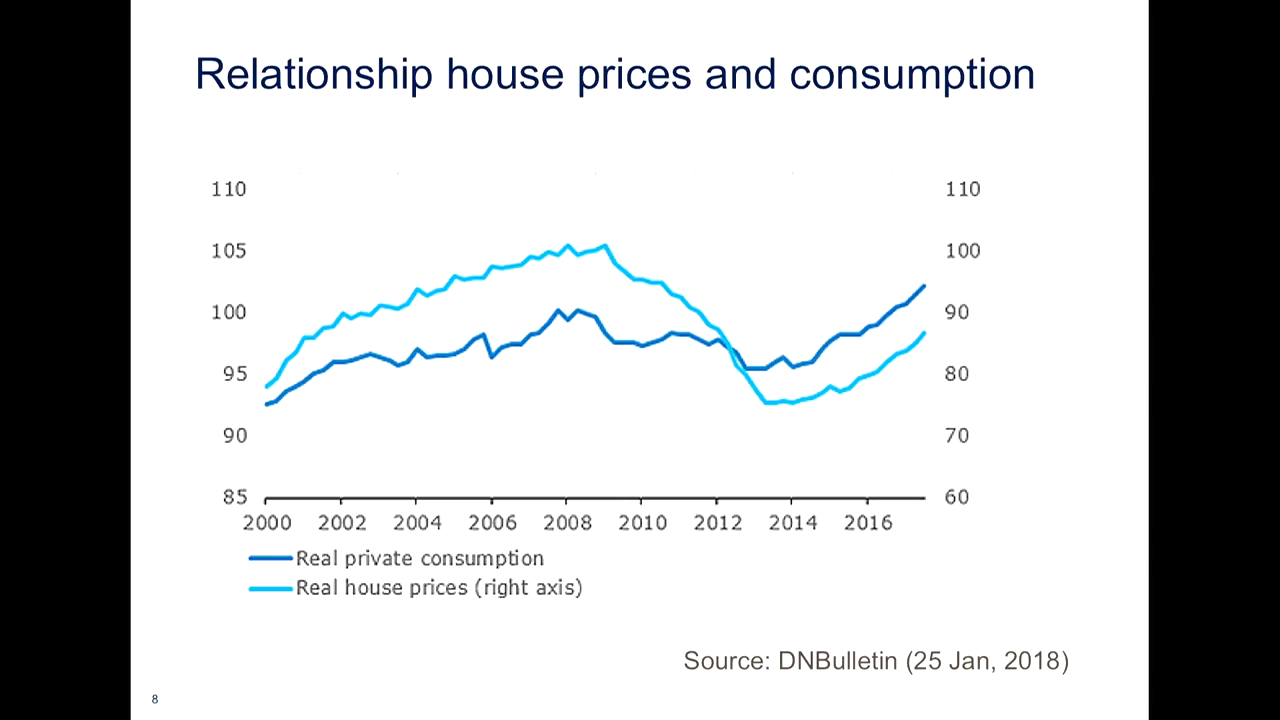 Relationship house prices and consumption
110 110
105 100
100 90
95 80
90 70
85 60
2000 2002 2004 2006 2008 2010 2012 2014 2016
Real private consumption
Real house prices (right axis)
Source: DNBulletin (25 Jan, 2018)
8